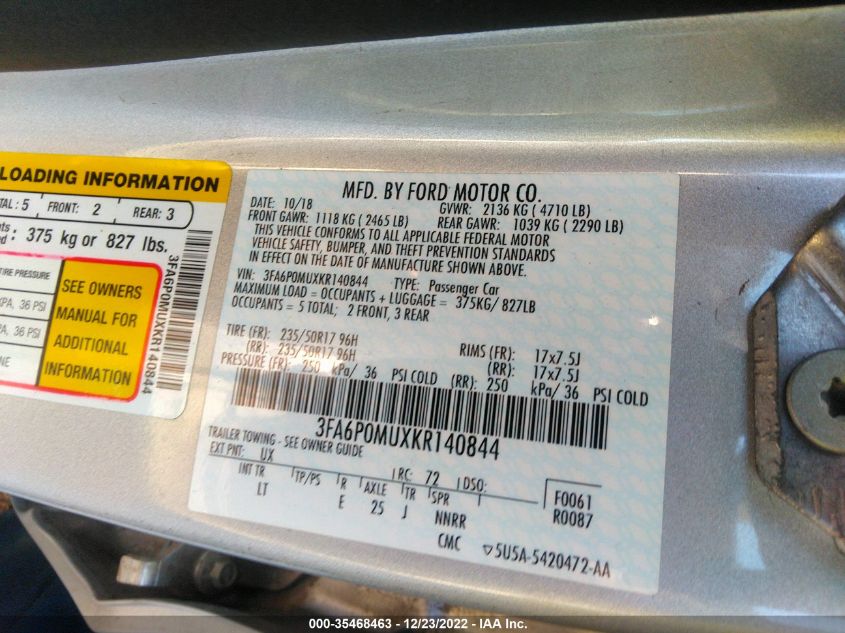 LOADING INFORMATION
TAL : 5 FRONT: 2 REAR: 3
: 375 kg or 827 lbs.
TIRE PRESSURE
PA, 36 PSI
PA, 36 PSI
NE
SEE OWNERS
MANUAL FOR
ADDITIONAL
INFORMATION
3FA6P0MUXKR140844
MFD. BY FORD MOTOR CO.
DATE: 10/18 GVWR: 2136 KG ( 4710 LB)
FRONT GAWR: 1118 KG ( 2465 LB) REAR GAWR: 1039 KG ( 2290 LB)
THIS VEHICLE CONFORMS TO ALL APPLICABLE FEDERAL MOTOR
VEHICLE SAFETY, BUMPER, AND THEFT PREVENTION STANDARDS
IN EFFECT ON THE DATE OF MANUFACTURE SHOWN ABOVE.
VIN: 3FA6P0MUXKR140844 TYPE: Passenger Car
MAXIMUM LOAD = OCCUPANTS + LUGGAGE = 375KG/ 827LB
OCCUPANTS = 5 TOTAL; 2 FRONT, 3 REAR
TIRE (FR): 235/50R17 96H RIMS (FR): 17x7.5J
(RR): 235/50R17 96H (RR): 17x7.5J
PRESSURE (FR): 250 kPa/ 36 PSI COLD (RR): 250 kPa/ 36 PSI COLD
3FA6P0MUXKR140844
TRAILER TOWING - SEE OWNER GUIDE
EXT PNT: UX RC: 72 DSO:
INT TR TP/PS R AXLE TR SPR
LT E 25 J NNRR
CMC
F0061
R0087
5U5A-5420472-AA
000-35468463 - 12/23/2022 - IAA Inc.